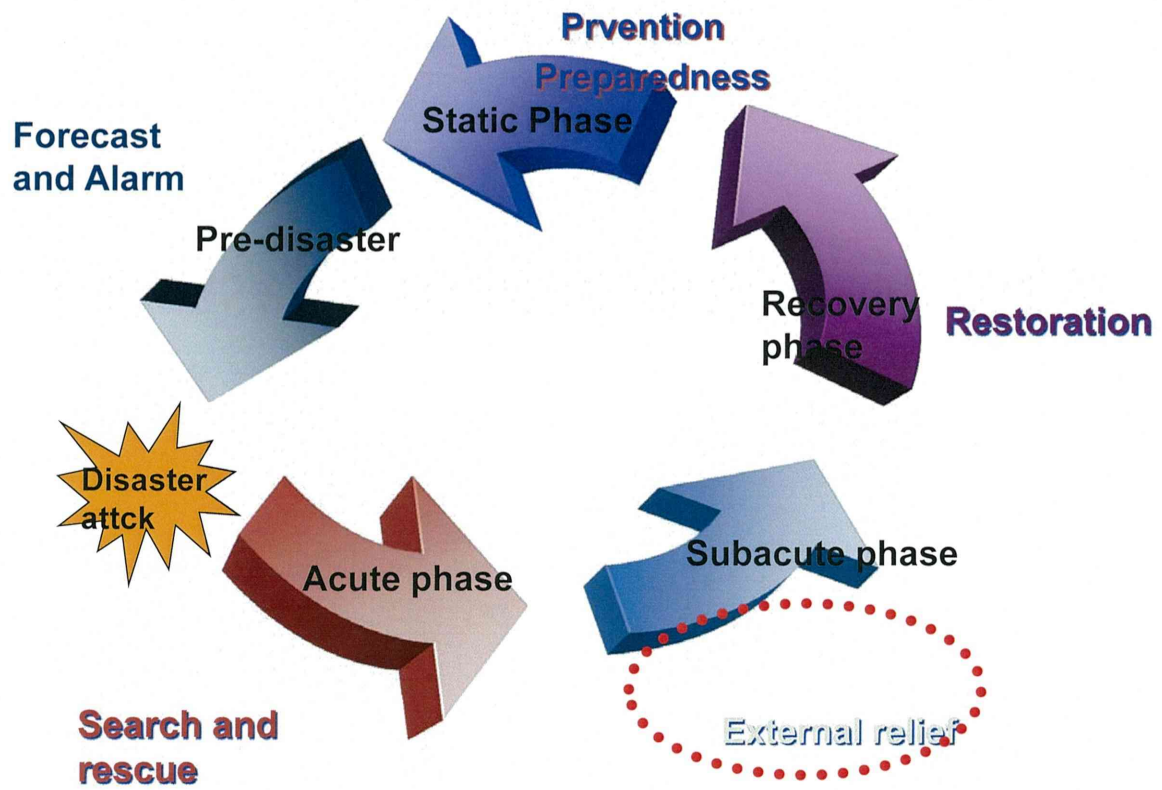 Prvention
Preparedness
Static Phase
Forecast
and Alarm
Pre-disaster
Recovery
phase
Restoration
Disaster
attck
Acute phase
Subacute phase
Search and
rescue
External relief